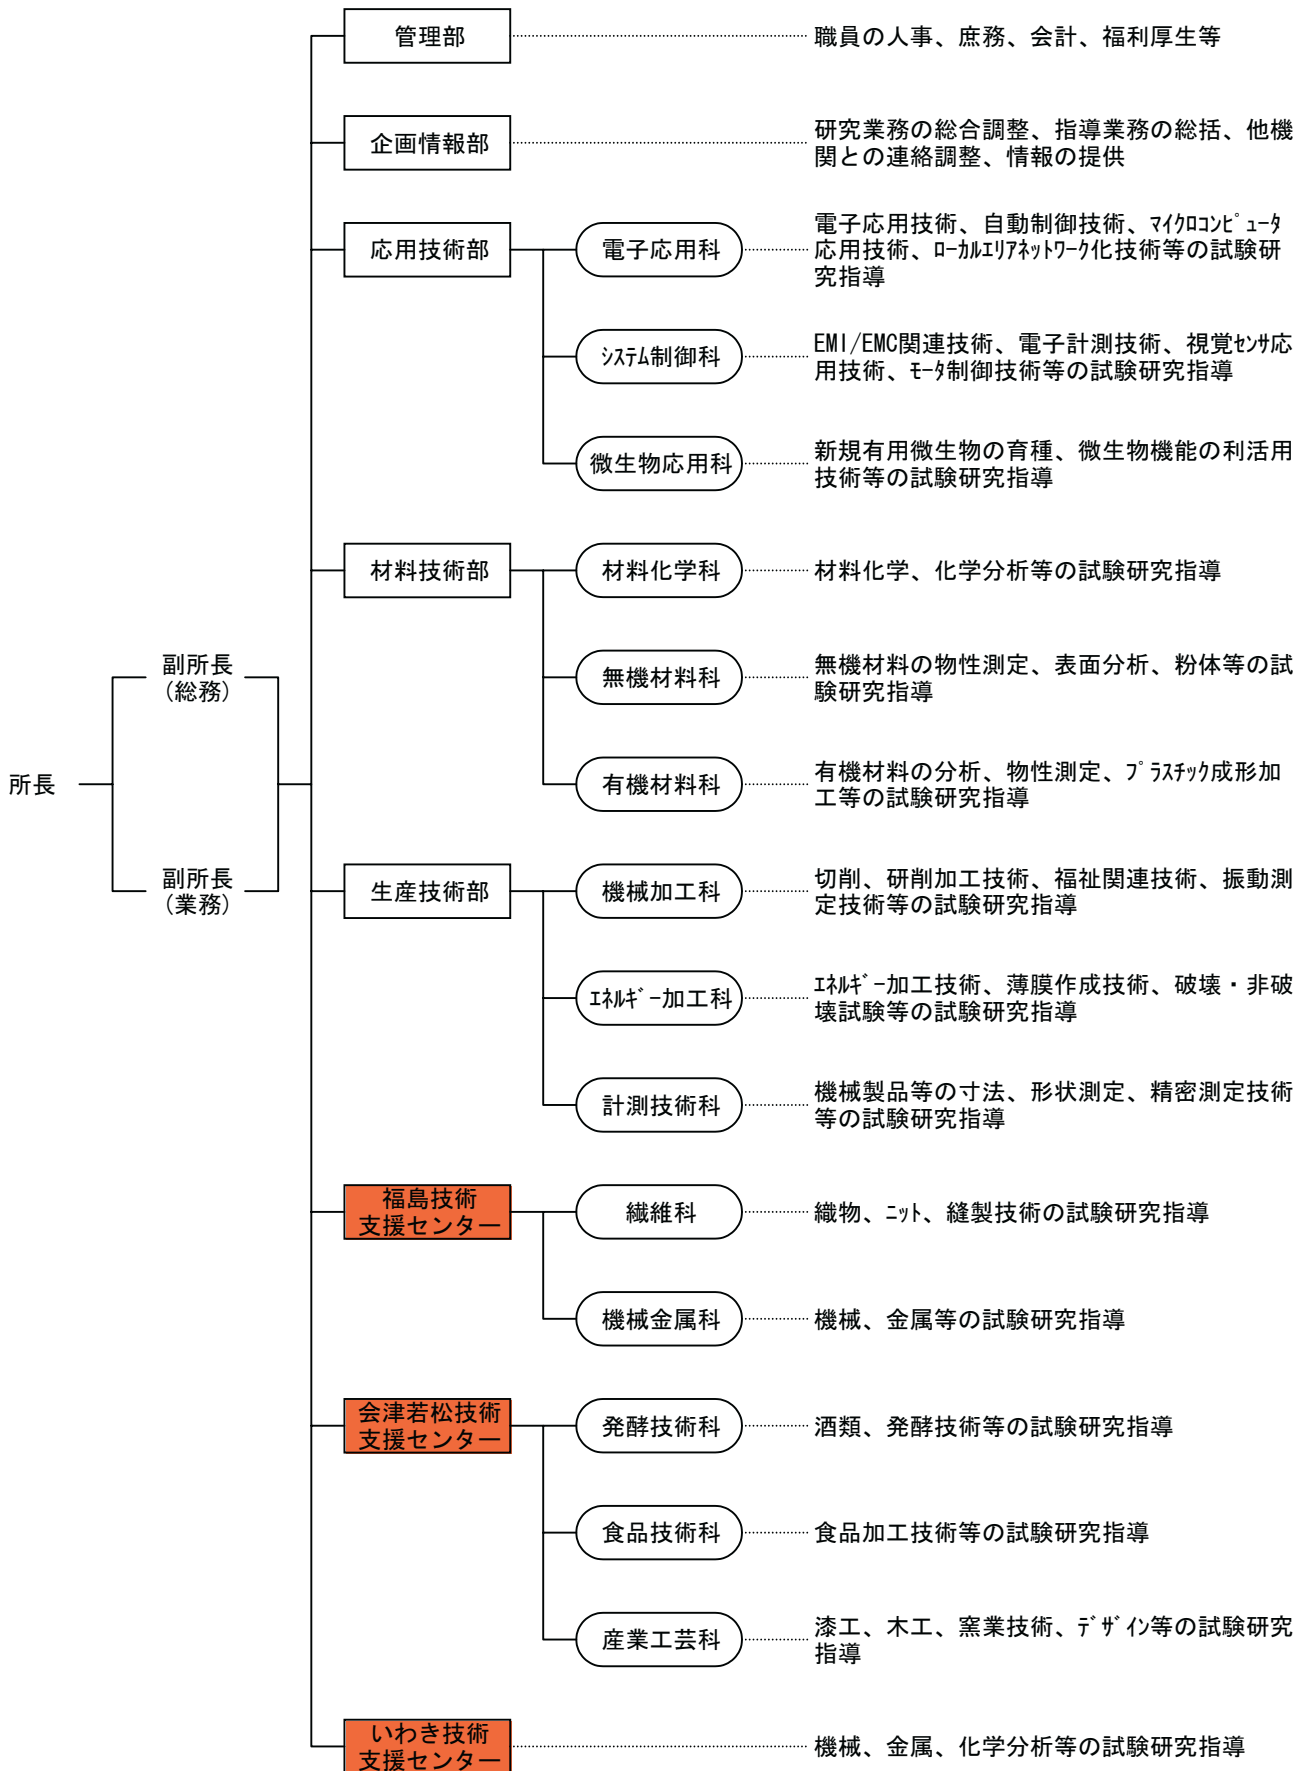 管理部
職員の人事、庶務、会計、福利厚生等
企画情報部
研究業務の総合調整、指導業務の総括、他機
関との連絡調整、情報の提供
応用技術部
電子応用科
電子応用技術、自動制御技術、ﾏｲｸﾛｺﾝﾋﾟｭｰﾀ
応用技術、ﾛｰｶﾙｴﾘｱﾈｯﾄﾜｰｸ化技術等の試験研
究指導
ｼｽﾃﾑ制御科
EMI/EMC関連技術、電子計測技術、視覚ｾﾝｻ応
用技術、ﾓｰﾀ制御技術等の試験研究指導
微生物応用科
新規有用微生物の育種、微生物機能の利活用
技術等の試験研究指導
材料技術部
材料化学科
材料化学、化学分析等の試験研究指導
副所長
(総務)
無機材料科
無機材料の物性測定、表面分析、粉体等の試
験研究指導
所長
有機材料科
有機材料の分析、物性測定、ﾌﾟﾗｽﾁｯｸ成形加
工等の試験研究指導
副所長
(業務)
生産技術部
機械加工科
切削、研削加工技術、福祉関連技術、振動測
定技術等の試験研究指導
ｴﾈﾙｷﾞｰ加工科
ｴﾈﾙｷﾞｰ加工技術、薄膜作成技術、破壊・非破
壊試験等の試験研究指導
計測技術科
機械製品等の寸法、形状測定、精密測定技術
等の試験研究指導
福島技術
支援センター
繊維科
織物、ﾆｯﾄ、縫製技術の試験研究指導
機械金属科
機械、金属等の試験研究指導
会津若松技術
支援センター
発酵技術科
酒類、発酵技術等の試験研究指導
食品技術科
食品加工技術等の試験研究指導
産業工芸科
漆工、木工、窯業技術、ﾃﾞｻﾞｲﾝ等の試験研究
指導
いわき技術
支援センター
機械、金属、化学分析等の試験研究指導